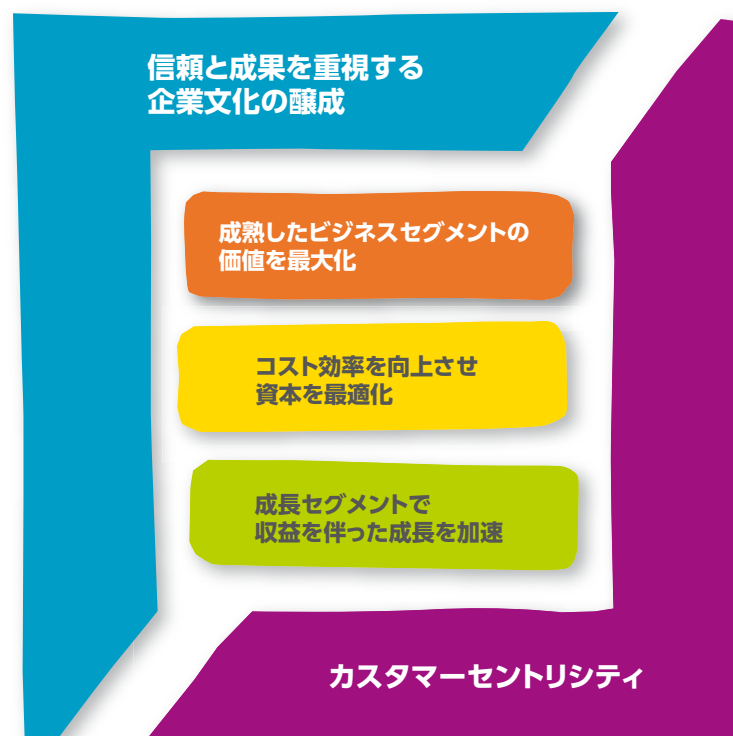 信頼と成果を重視する
企業文化の醸成
成熟したビジネスセグメントの
価値を最大化
コスト効率を向上させ
資本を最適化
成長セグメントで
収益を伴った成長を加速
カスタマーセントリシティ